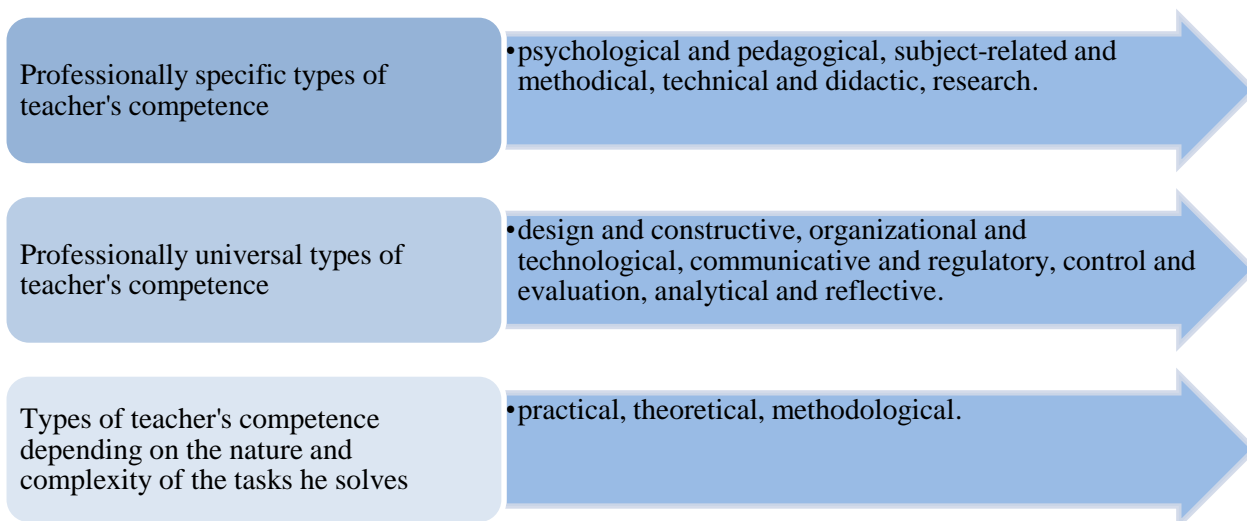 Professionally specific types of
teacher's competence
•psychological and pedagogical, subject-related and
methodical, technical and didactic, research.
Professionally universal types of
teacher's competence
•design and constructive, organizational and
technological, communicative and regulatory, control and
evaluation, analytical and reflective.
Types of teacher's competence
depending on the nature and
complexity of the tasks he solves
•practical, theoretical, methodological.